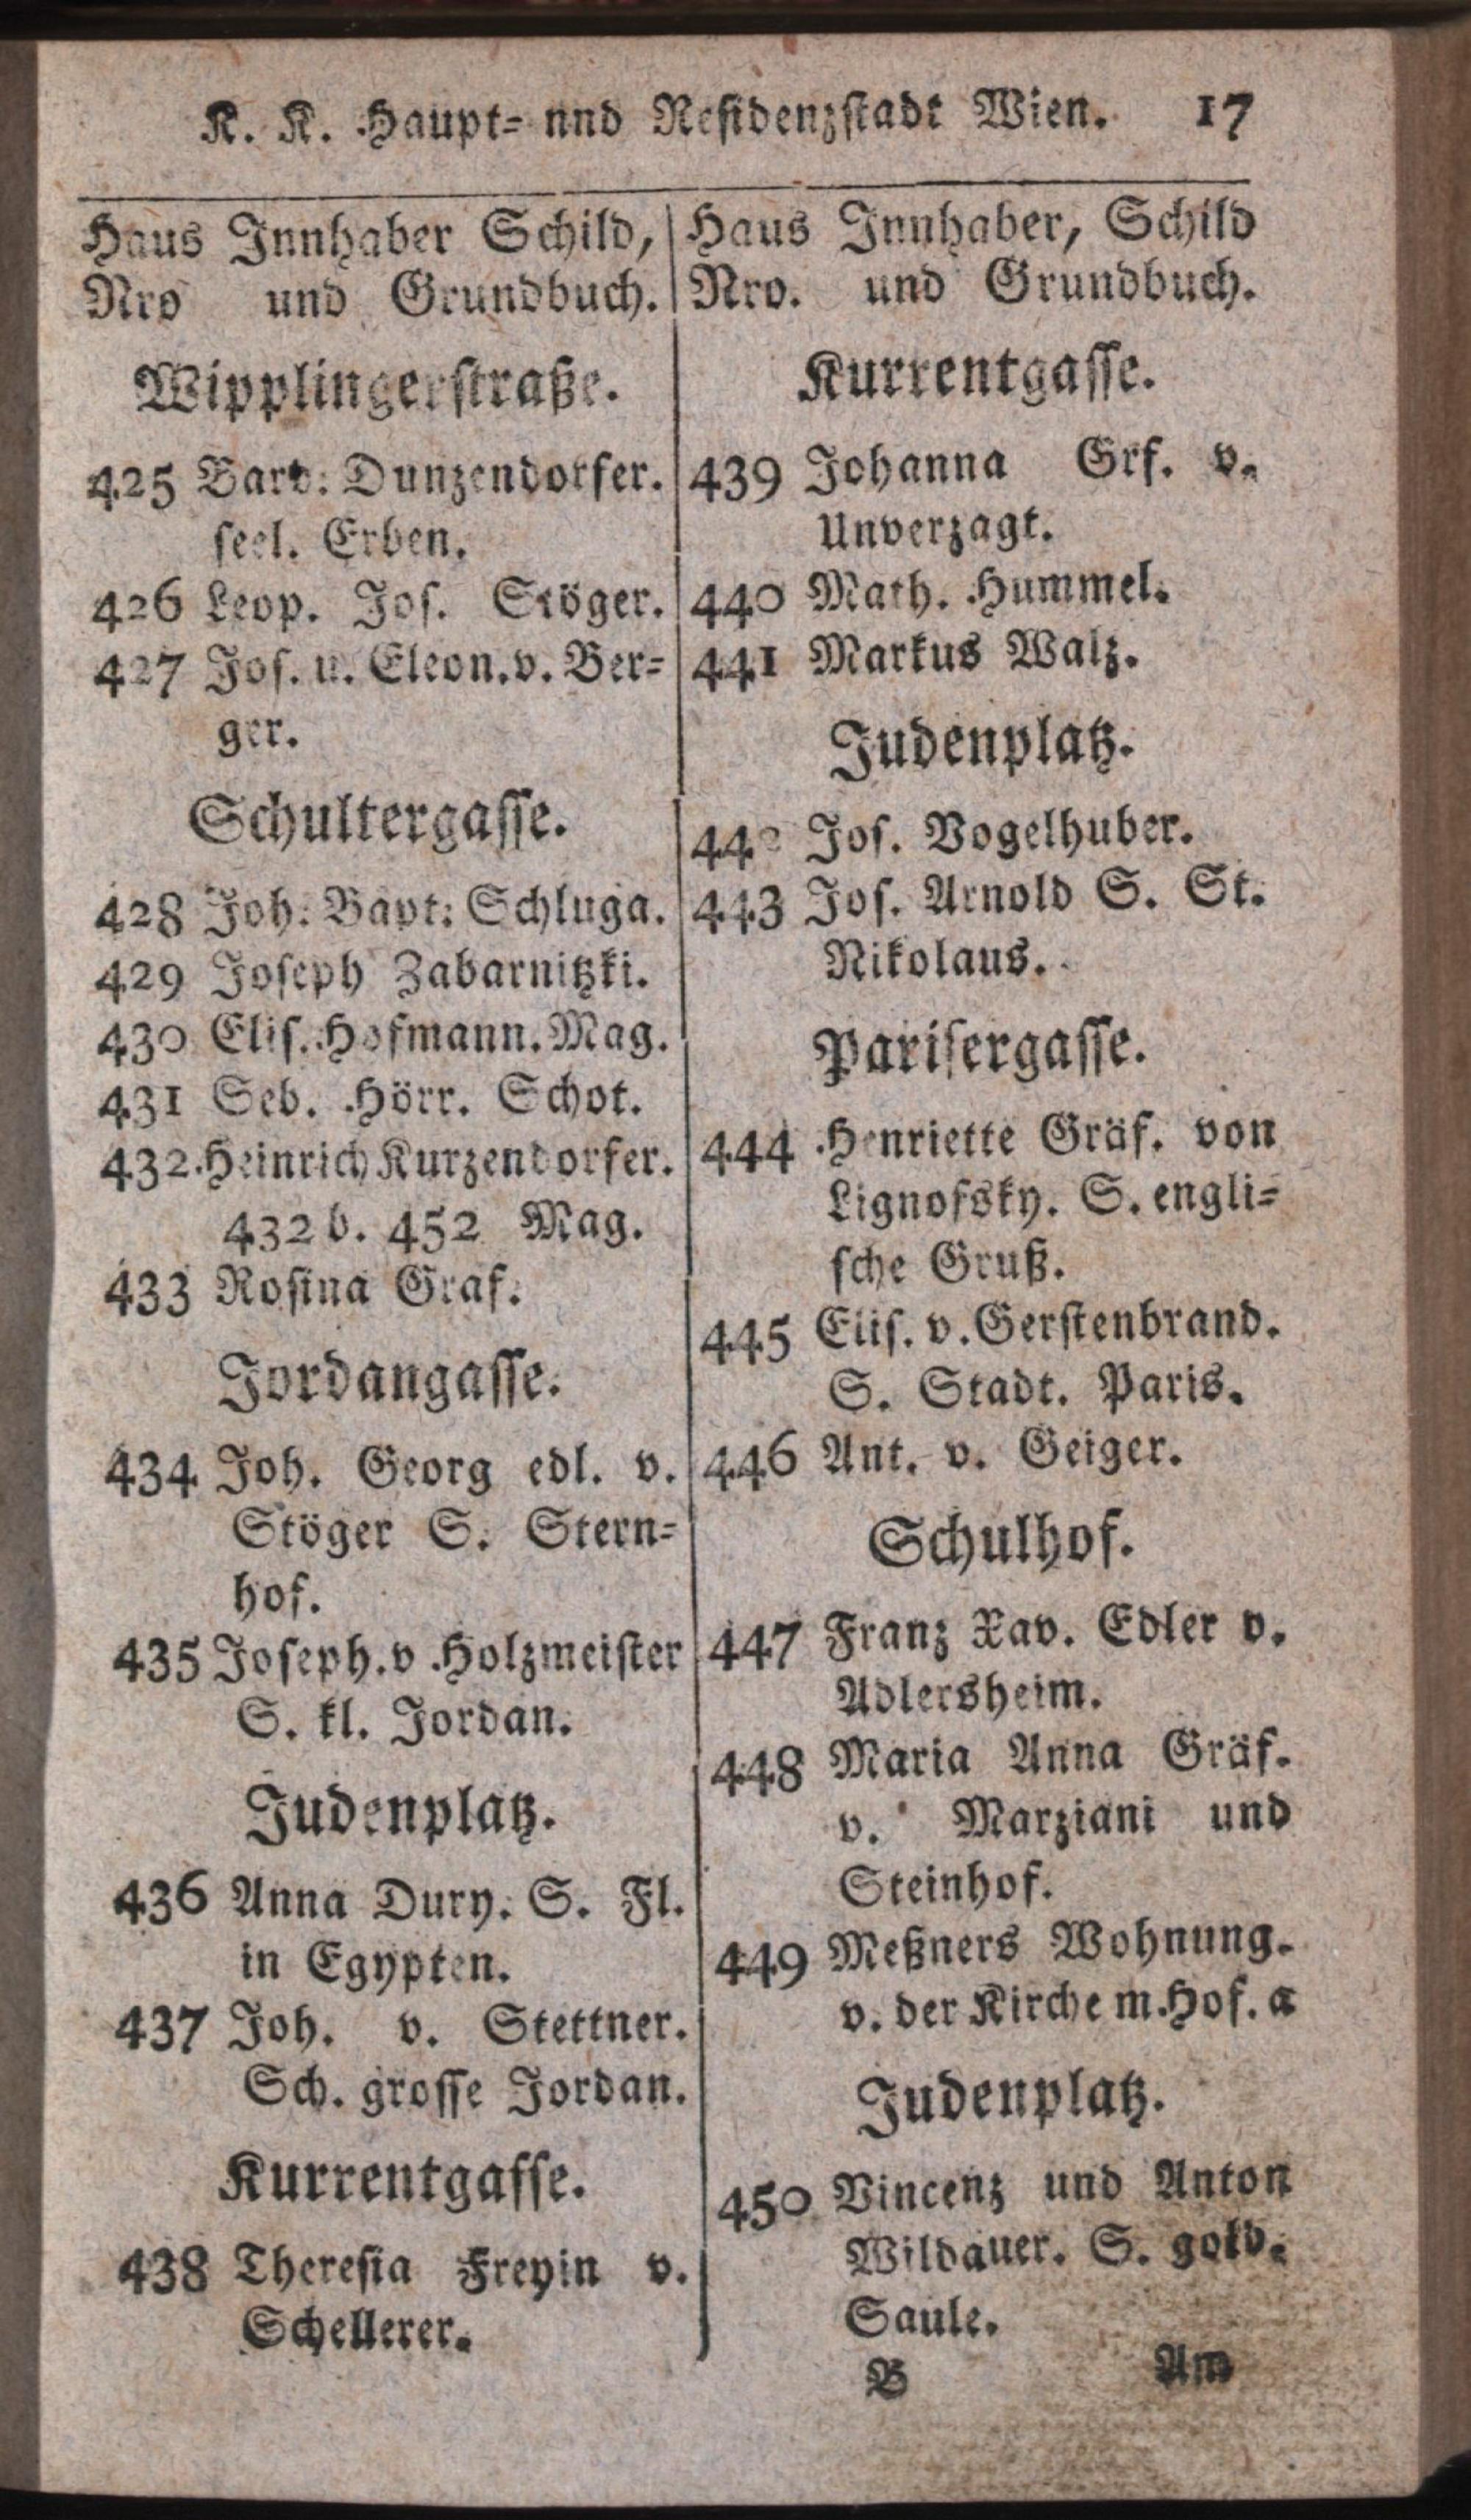 K. K. Haupt- nnd Residenzstadt Wien. 17
Haus Innhaber Schild,
Nro und Grundbuch.
Wipplingerstraße.
425 Barb: Dunzendorfer.
seel. Erben.
426 Leop. Jos. Stöger.
427 Jos. u. Eleon. v. Ber-
ger.
Schultergasse.
428 Joh. Bapt: Schluga.
429 Joseph Zabarnitzki.
430 Elis. Hofmann. Mag.
431 Seb. Hörr. Schot.
432 Heinrich Kurzendorfer.
432 b. 452 Mag.
433 Rosina Graf.
Jordangasse.
434 Joh. Georg edl. v.
Stöger S. Stern-
hof.
435 Joseph. v Holzmeister
S. kl. Jordan.
Judenplatz.
436 Anna Dury. S. Fl.
in Egypten.
437 Joh. v. Stettner.
Sch. grosse Jordan.
Kurrentgasse.
438 Theresia Freyin v.
Schellerer.
Haus Innhaber, Schild
Nro. und Grundbuch.
Kurrentgasse.
439 Johanna Grf. v.
Unverzagt.
440 Math. Hummel.
441 Markus Walz.
Judenplatz.
442 Jos. Vogelhuber.
443 Jos. Arnold S. St.
Nikolaus.
Parisergasse.
444 Henriette Gräf. von
Lignofsky. S. engli-
sche Gruß.
445 Elis. v. Gerstenbrand.
S. Stadt. Paris.
446 Ant. v. Geiger.
Schulhof.
447 Franz Xav. Edler v.
Adlersheim.
448 Maria Anna Gräf.
v. Marziani und
Steinhof.
449 Meßners Wohnung.
v. der Kirche m. Hof. a
Judenplatz.
450 Vincenz und Anton
Wildauer. S. gold.
Saule.
B Am